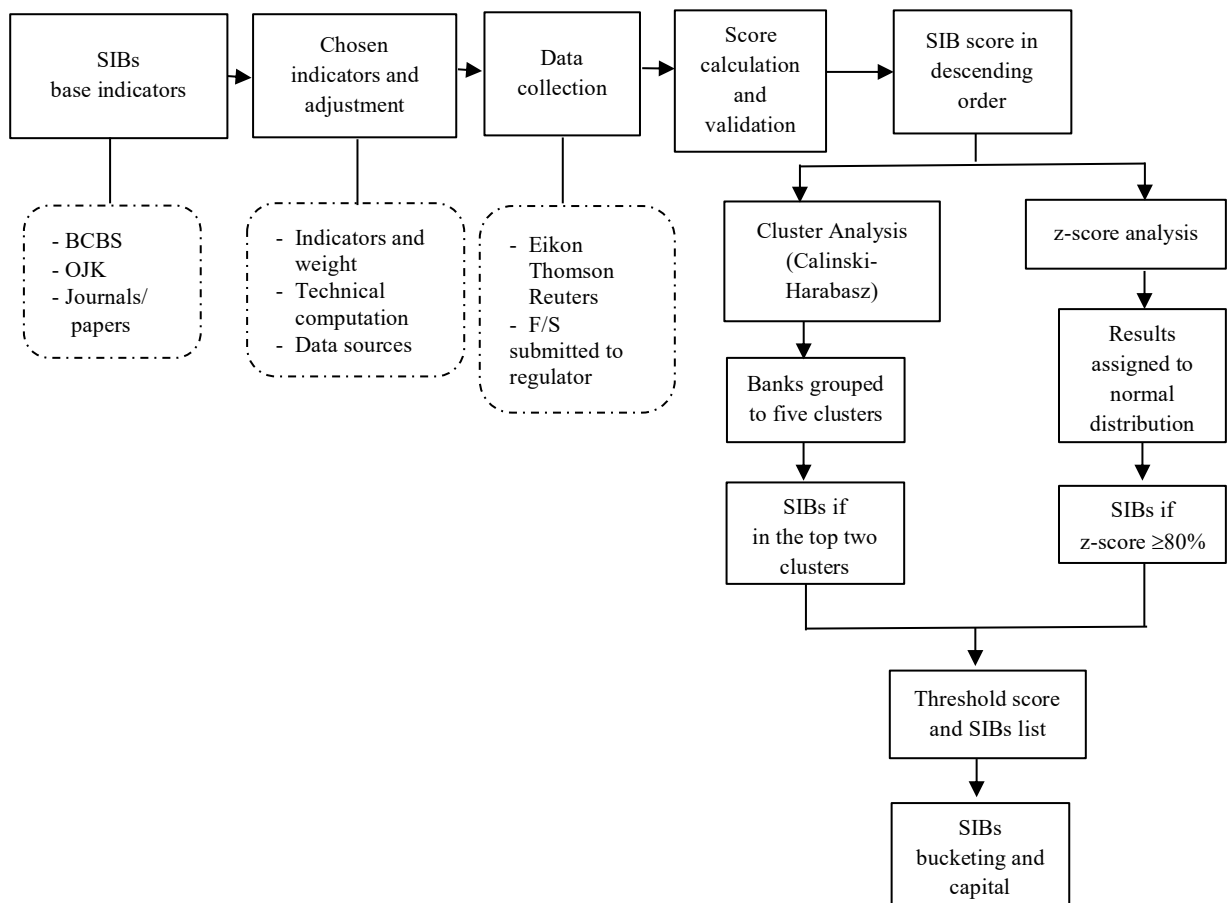 SIBs
base indicators
Chosen
indicators and
adjustment
Data
collection
Score
calculation
and
validation
SIB score in
descending
order
- BCBS
- OJK
- Journals/
papers
- Indicators and
weight
- Technical
computation
- Data sources
- Eikon
Thomson
Reuters
- F/S
submitted to
regulator
Cluster Analysis
(Calinski-
Harabasz)
z-score analysis
Banks grouped
to five clusters
Results
assigned to
normal
distribution
SIBs if
in the top two
clusters
SIBs if
z-score ≥80%
Threshold score
and SIBs list
SIBs
bucketing and
capital